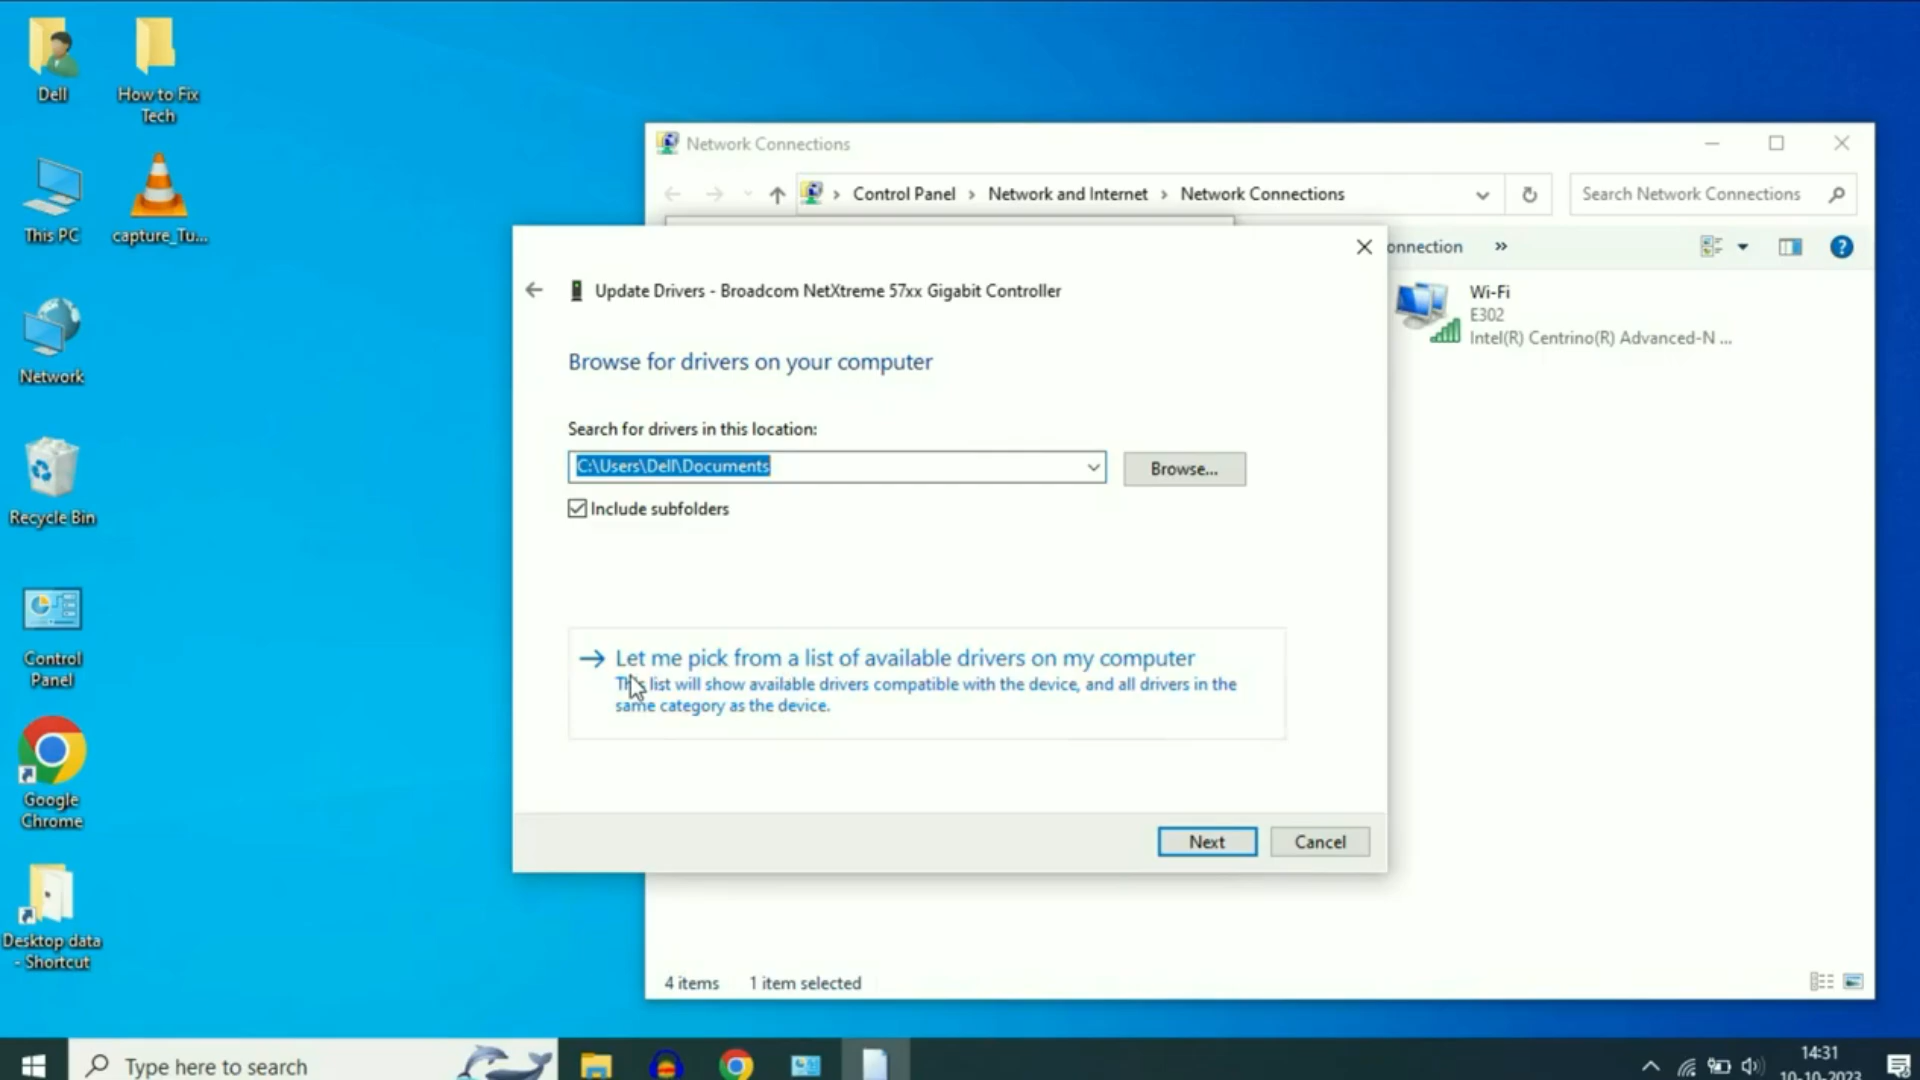 Dell
How to Fix
Tech
This PC
capture_Tu...
Network
Recycle Bin
Control
Panel
Google
Chrome
Desktop data
- Shortcut
Network Connections
Control Panel
Network and Internet
Network Connections
Search Network Connections
onnection
»
Wi-Fi
E302
Intel(R) Centrino(R) Advanced-N ...
Update Drivers - Broadcom NetXtreme 57xx Gigabit Controller
Browse for drivers on your computer
Search for drivers in this location:
C:\Users\Dell\Documents
Browse...
Include subfolders
Let me pick from a list of available drivers on my computer
This list will show available drivers compatible with the device, and all drivers in the
same category as the device.
Next
Cancel
4 items
1 item selected
Type here to search
14:31
10-10-2023